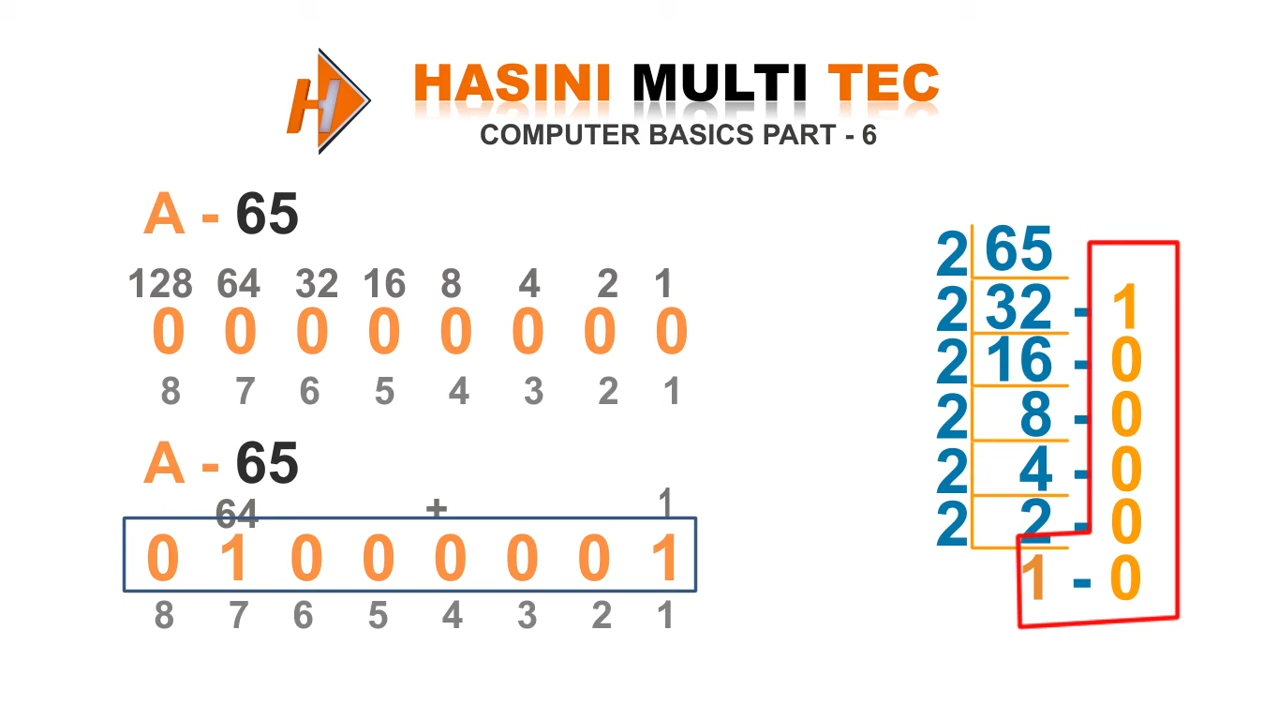 H
HASINI MULTI TEC
COMPUTER BASICS PART - 6
A - 65
128 64 32 16 8 4 2 1
0 0 0 0 0 0 0 0
8 7 6 5 4 3 2 1
A - 65
64 + 1
0 1 0 0 0 0 0 1
8 7 6 5 4 3 2 1
2 65
2 32 - 1
2 16 - 0
2 8 - 0
2 4 - 0
2 2 - 0
1 - 0